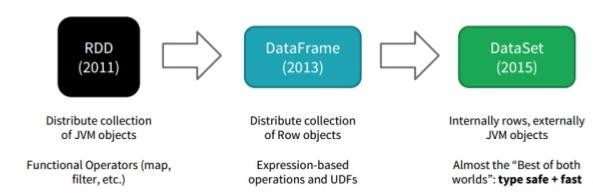 RDD
(2011)
DataFrame
(2013)
DataSet
(2015)
Distribute collection
of JVM objects
Functional Operators (map,
filter, etc.)
Distribute collection
of Row objects
Expression-based
operations and UDFs
Internally rows, externally
JVM objects
Almost the “Best of both
worlds”: type safe + fast